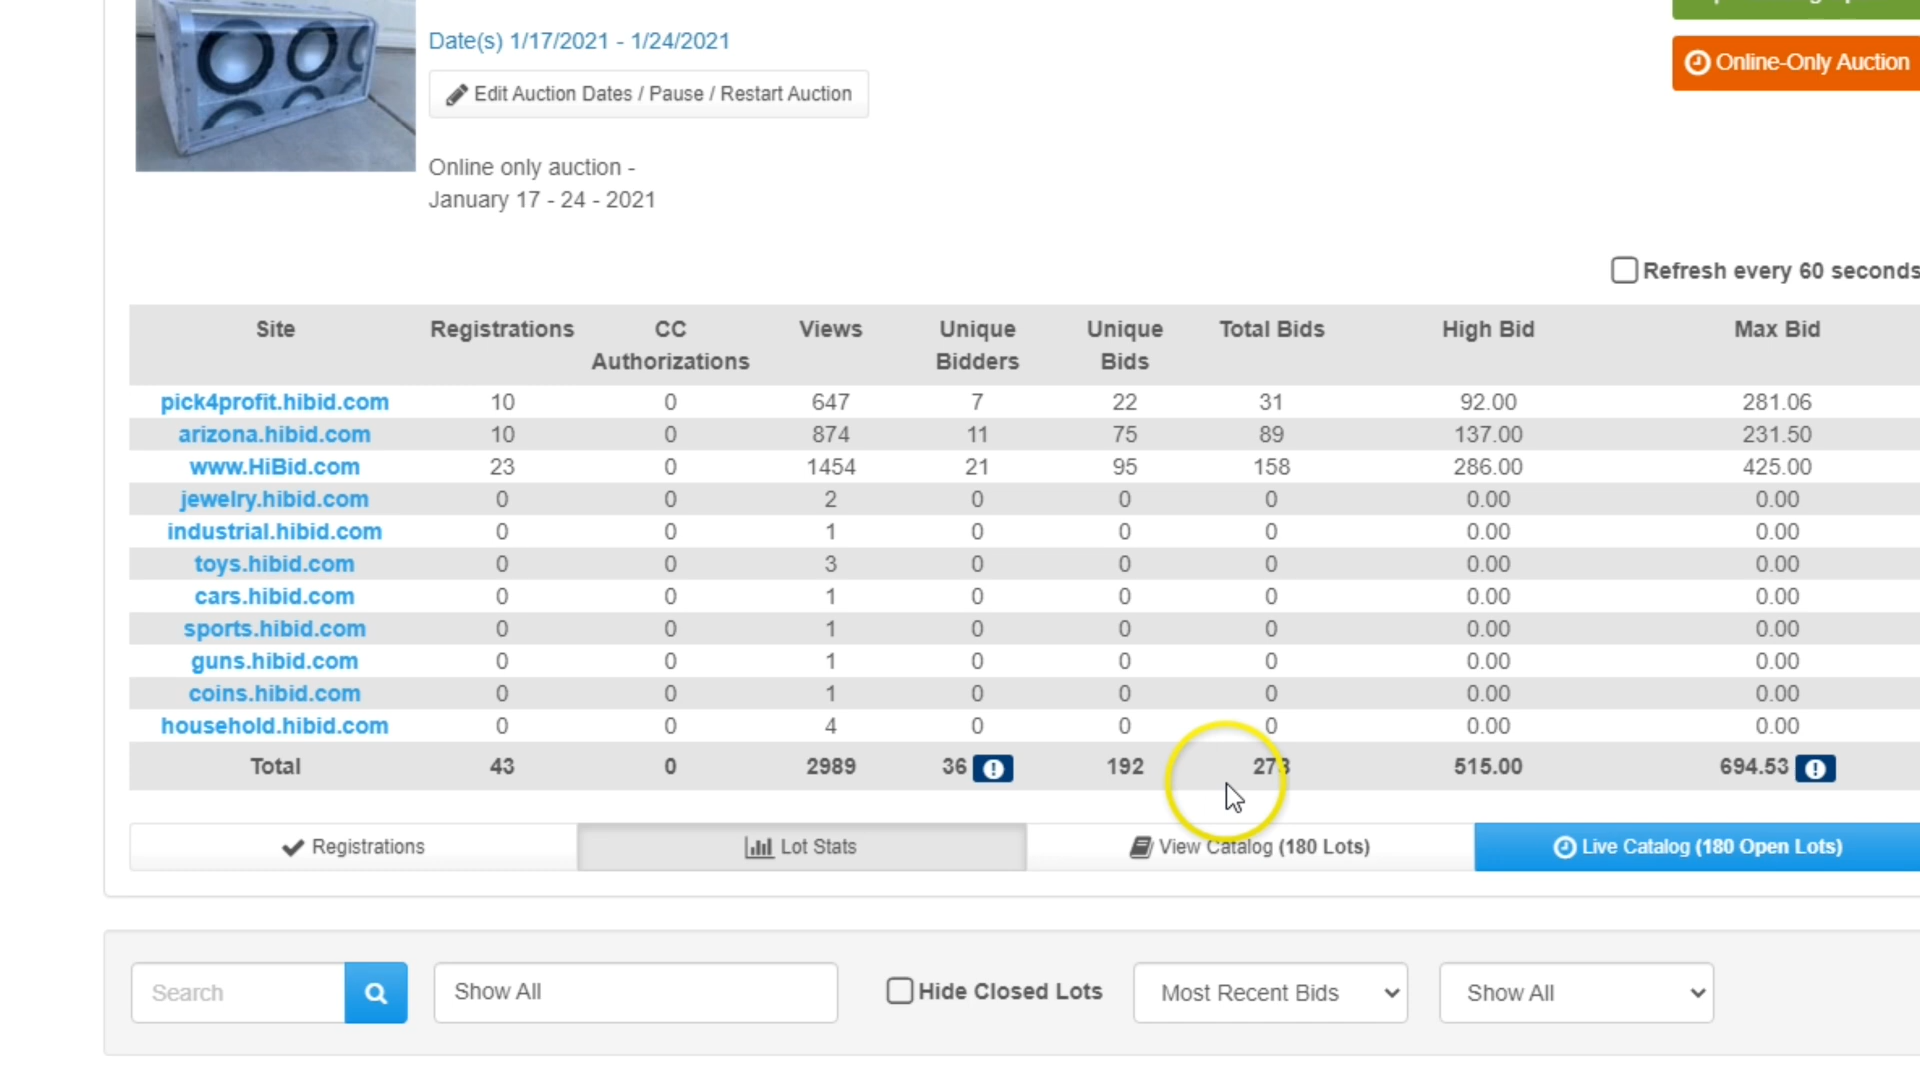 Date(s) 1/17/2021 - 1/24/2021
Online-Only Auction
Edit Auction Dates / Pause / Restart Auction
Online only auction -
January 17 - 24 - 2021
Refresh every 60 seconds
Site Registrations CC Authorizations Views Unique Bidders Unique Bids Total Bids High Bid Max Bid
pick4profit.hibid.com 10 0 647 7 22 31 92.00 281.06
arizona.hibid.com 10 0 874 11 75 89 137.00 231.50
www.HiBid.com 23 0 1454 21 95 158 286.00 425.00
jewelry.hibid.com 0 0 2 0 0 0 0.00 0.00
industrial.hibid.com 0 0 1 0 0 0 0.00 0.00
toys.hibid.com 0 0 3 0 0 0 0.00 0.00
cars.hibid.com 0 0 1 0 0 0 0.00 0.00
sports.hibid.com 0 0 1 0 0 0 0.00 0.00
guns.hibid.com 0 0 1 0 0 0 0.00 0.00
coins.hibid.com 0 0 1 0 0 0 0.00 0.00
household.hibid.com 0 0 4 0 0 0 0.00 0.00
Total 43 0 2989 36 192 278 515.00 694.53
Registrations Lot Stats View Catalog (180 Lots) Live Catalog (180 Open Lots)
Search Show All Hide Closed Lots Most Recent Bids Show All